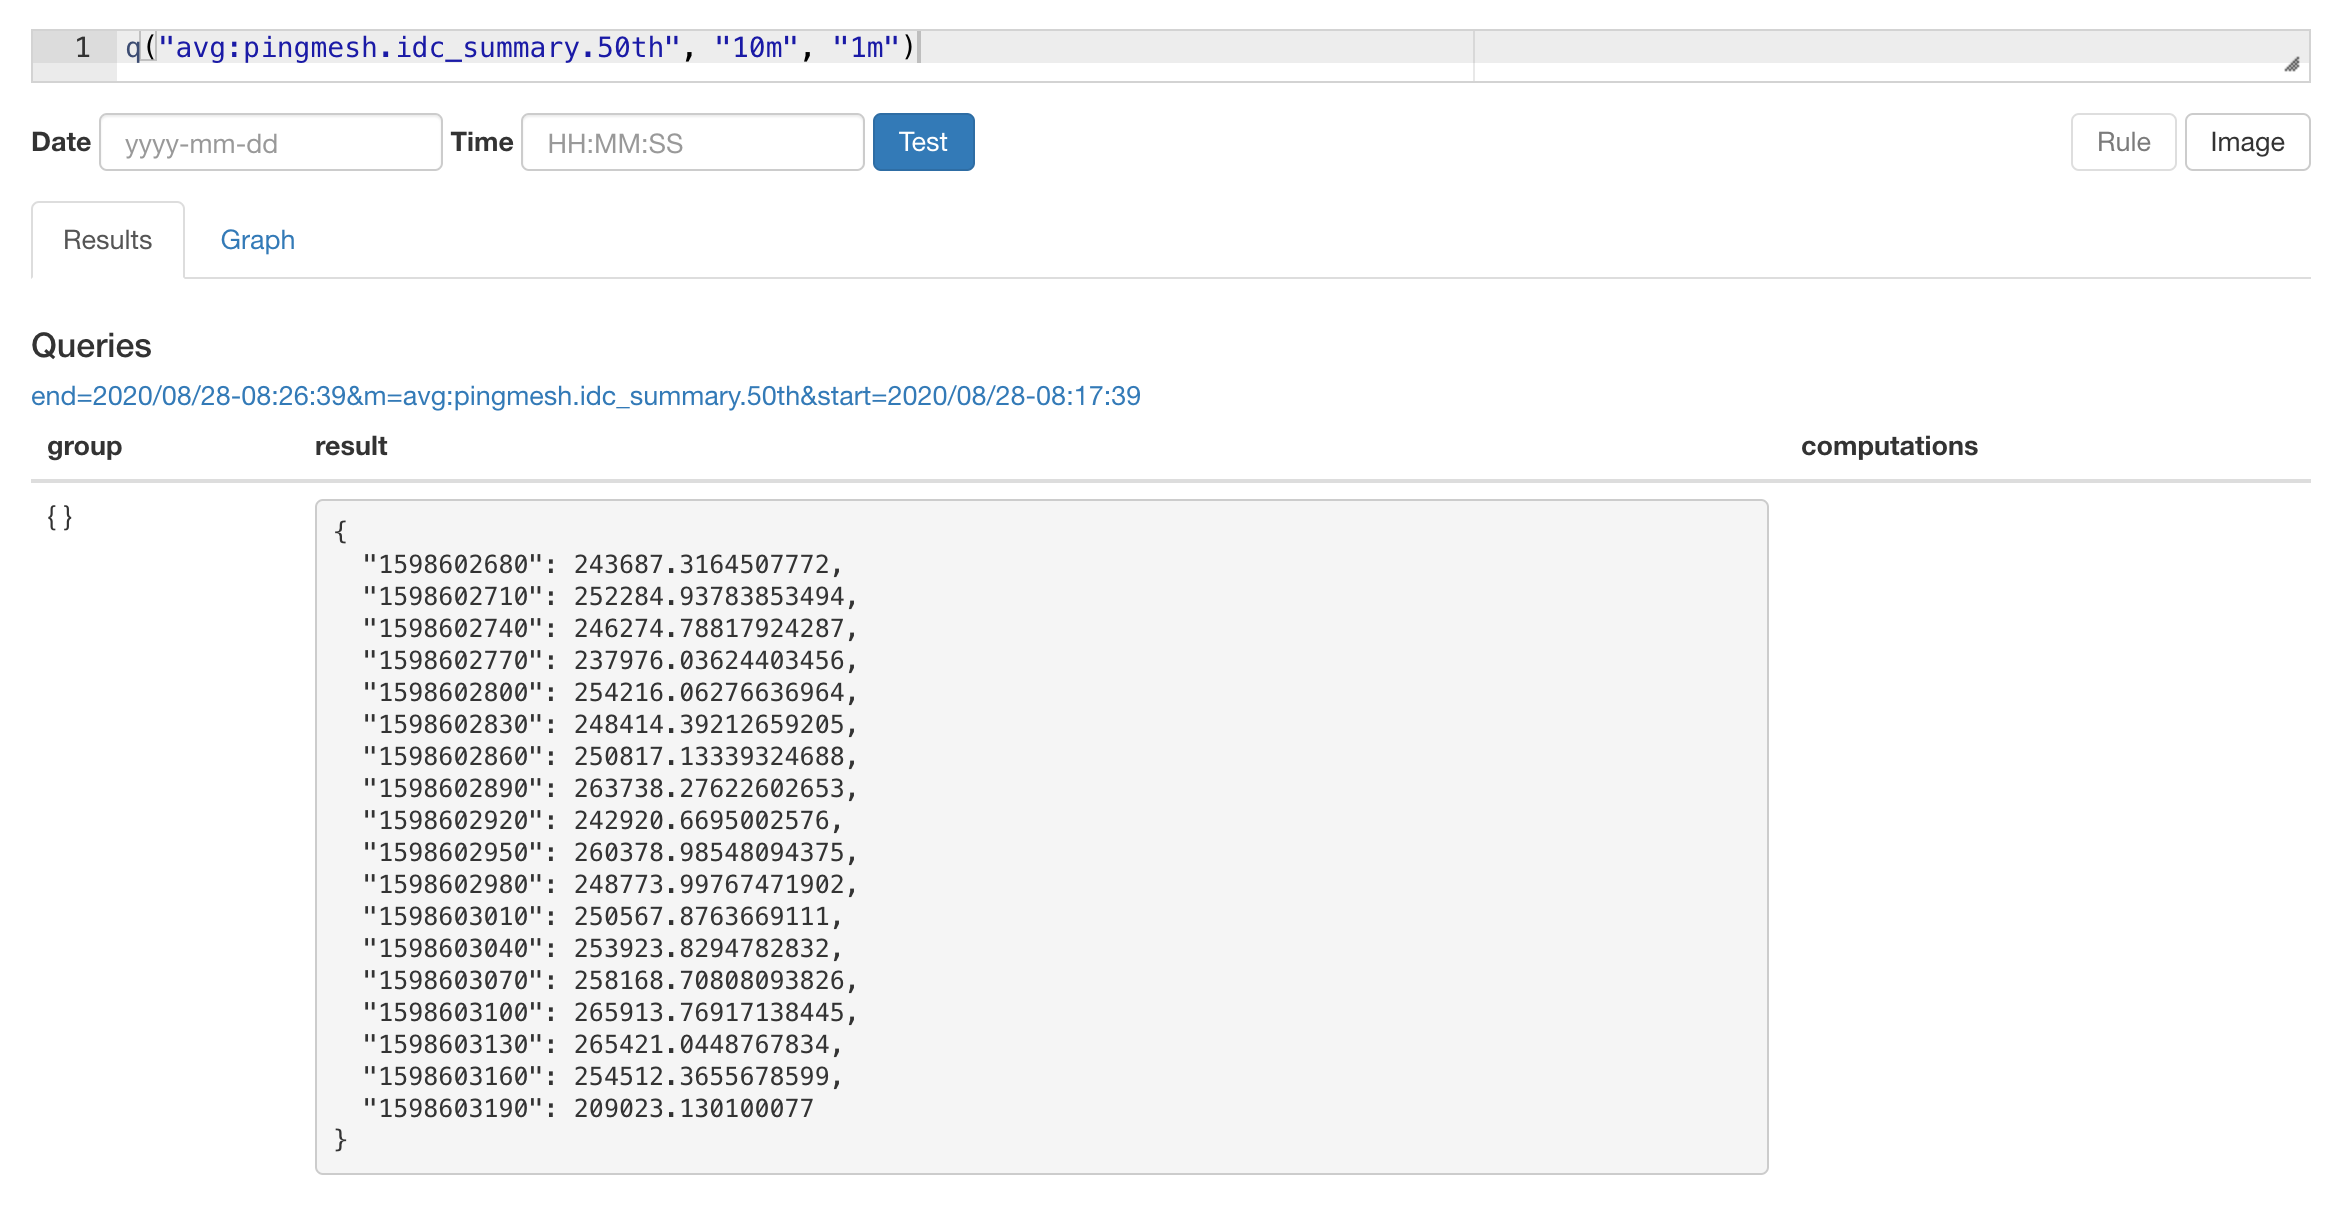 1 q("avg:pingmesh.idc_summary.50th", "10m", "1m")
Date yyyy-mm-dd Time HH:MM:SS Test Rule Image
Results Graph
Queries
end=2020/08/28-08:26:39&m=avg:pingmesh.idc_summary.50th&start=2020/08/28-08:17:39
group result computations
{ } {
"1598602680": 243687.3164507772,
"1598602710": 252284.93783853494,
"1598602740": 246274.78817924287,
"1598602770": 237976.03624403456,
"1598602800": 254216.06276636964,
"1598602830": 248414.39212659205,
"1598602860": 250817.13339324688,
"1598602890": 263738.27622602653,
"1598602920": 242920.6695002576,
"1598602950": 260378.98548094375,
"1598602980": 248773.99767471902,
"1598603010": 250567.8763669111,
"1598603040": 253923.8294782832,
"1598603070": 258168.70808093826,
"1598603100": 265913.76917138445,
"1598603130": 265421.0448767834,
"1598603160": 254512.3655678599,
"1598603190": 209023.130100077
}